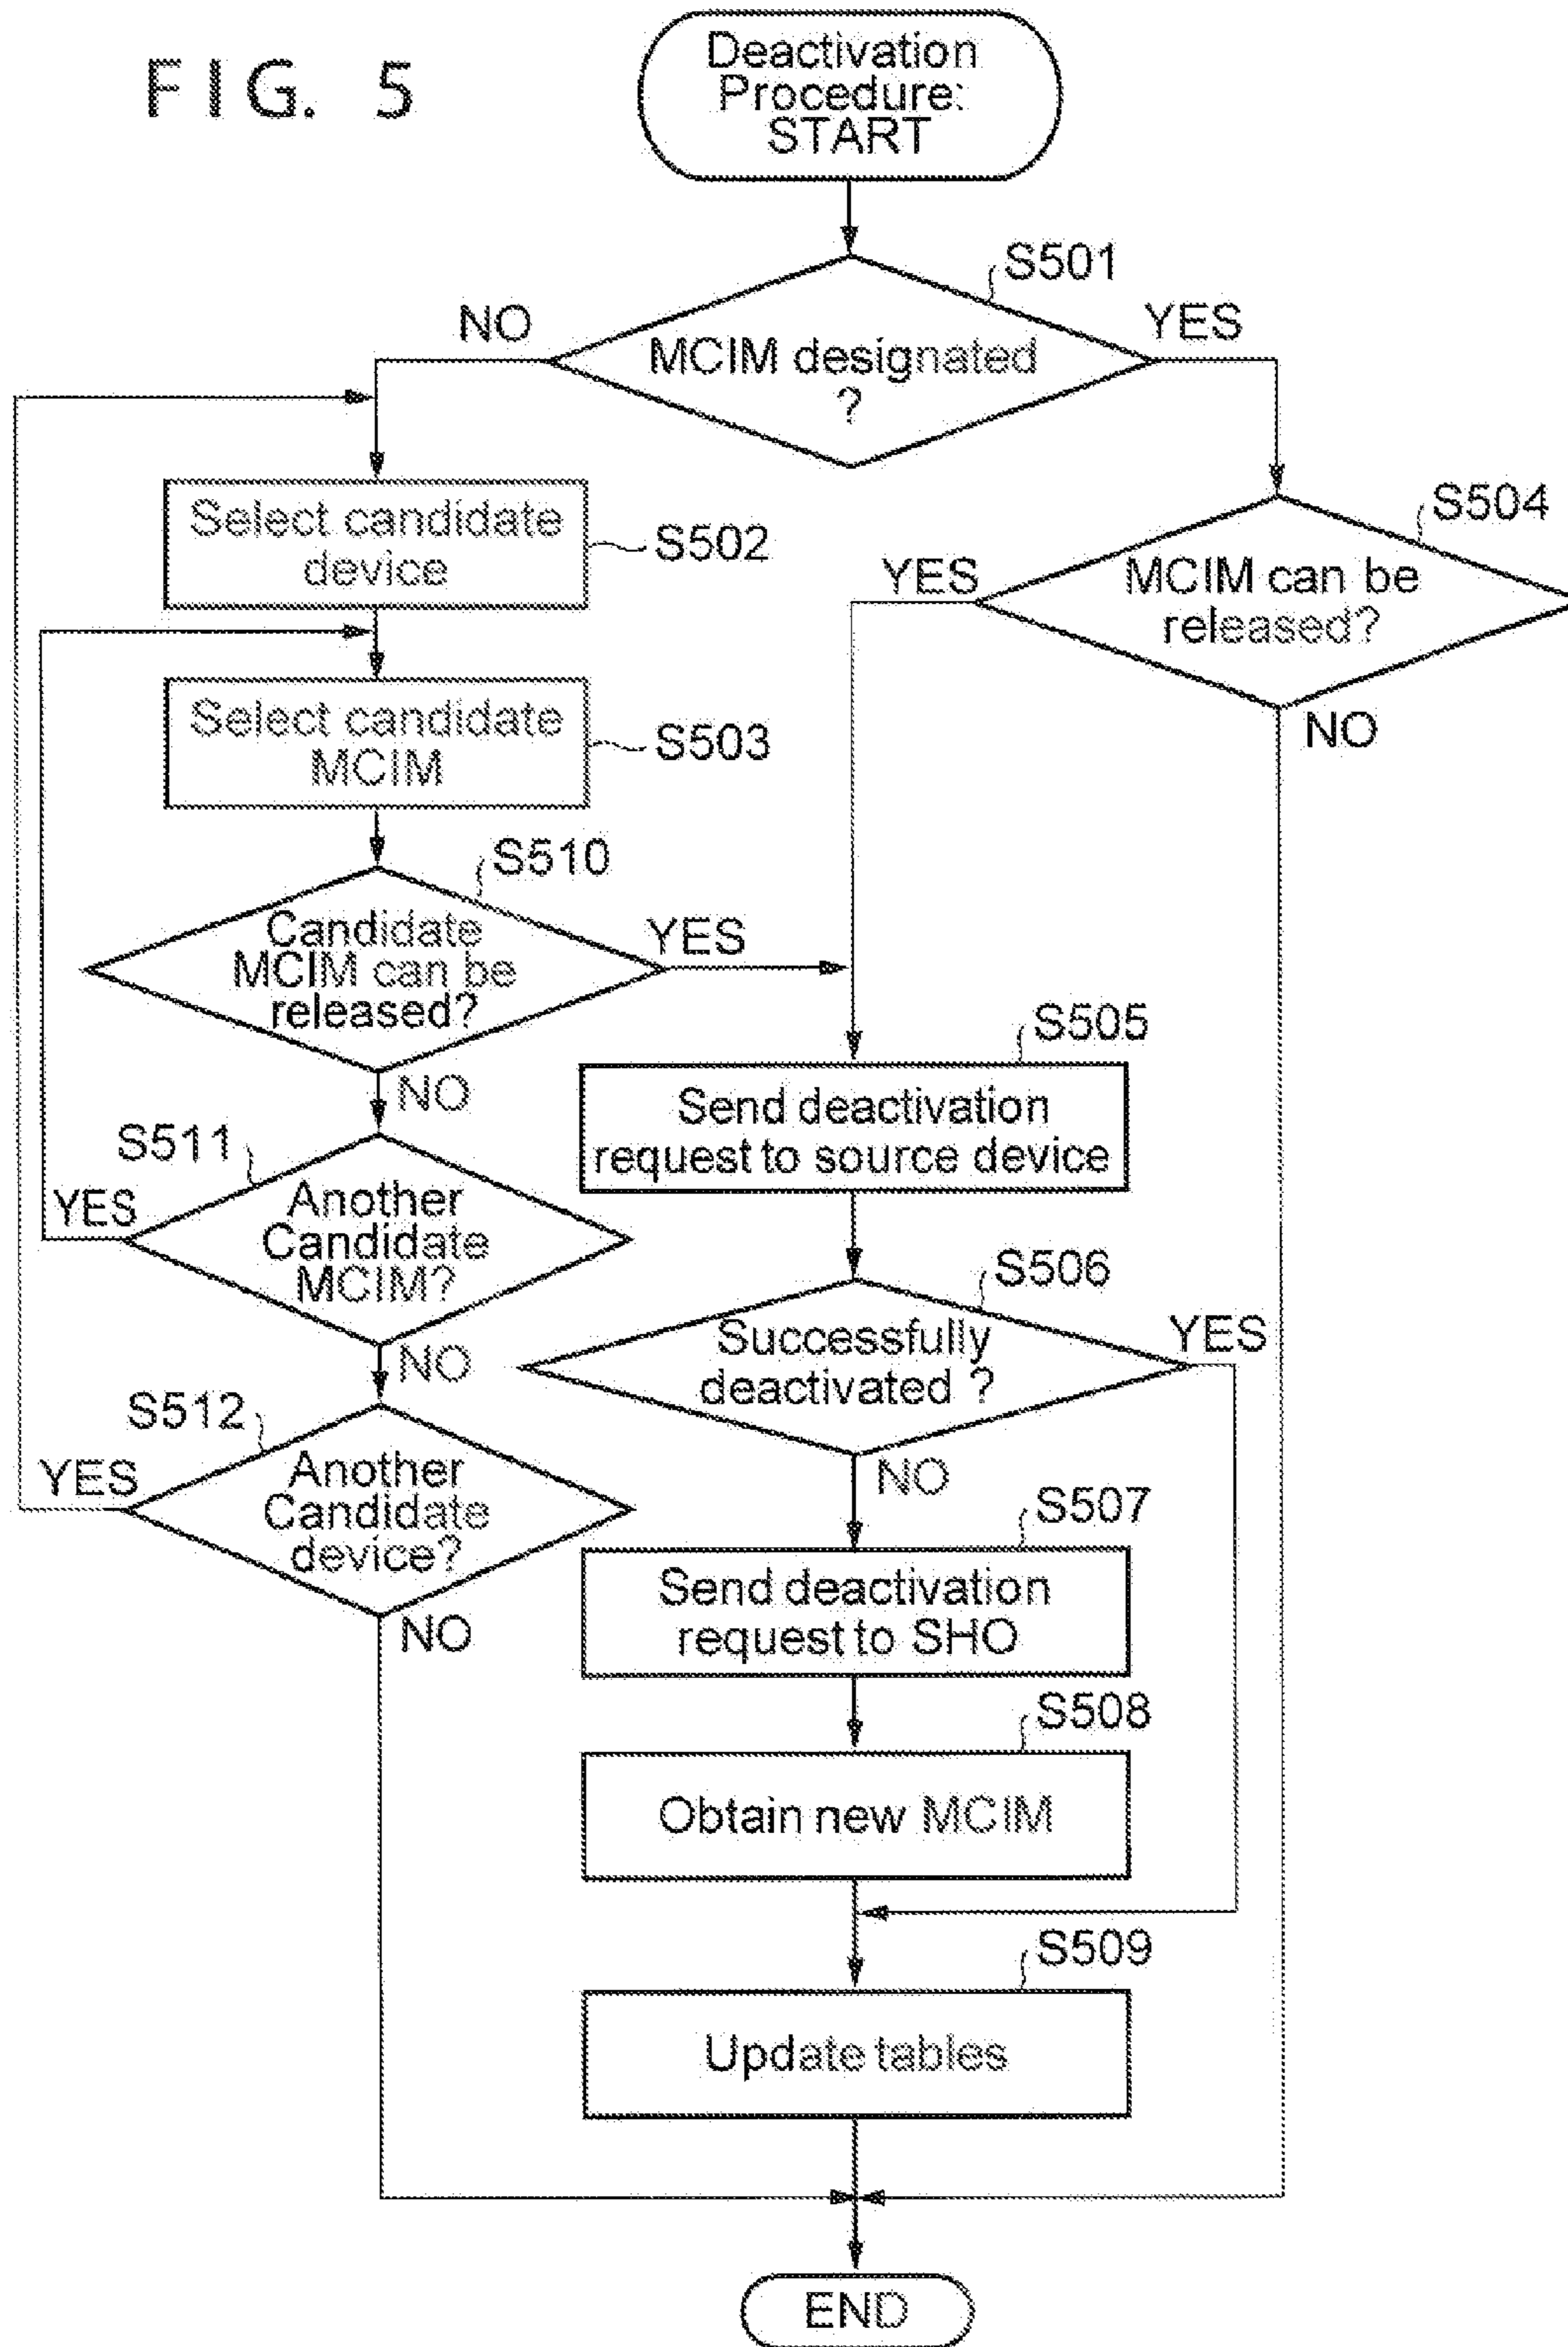 FIG. 5
Deactivation
Procedure:
START
S501
NO
YES
MCIM designated
?
S504
Select candidate
device
S502
YES
MCIM can be
released?
NO
Select candidate
MCIM
S503
S510
Candidate
MCIM can be
released?
YES
NO
S505
Send deactivation
request to source device
S511
YES
Another
Candidate
MCIM?
NO
S506
Successfully
deactivated ?
YES
NO
S512
YES
Another
Candidate
device?
NO
S507
Send deactivation
request to SHO
S508
Obtain new MCIM
S509
Update tables
END